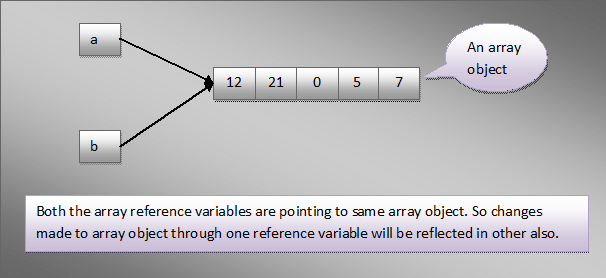 a
12 21 0 5 7
An array
object
b
Both the array reference variables are pointing to same array object. So changes
made to array object through one reference variable will be reflected in other also.